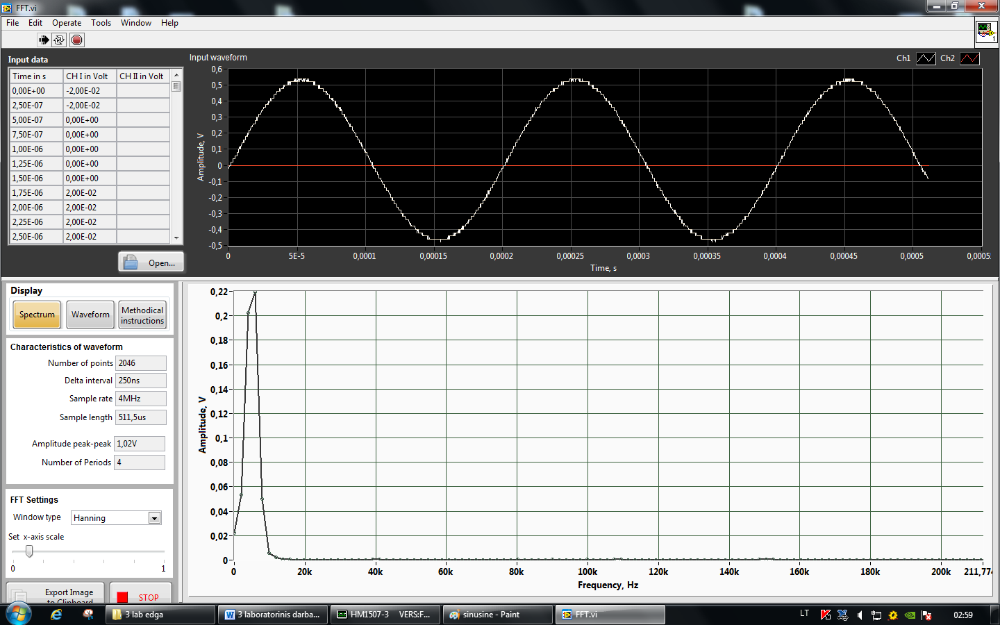 FFT.vi
File Edit Operate Tools Window Help
1
Input data
Time in s CH I in Volt CH II in Volt
0,00E+00 -2,00E-02
2,50E-07 -2,00E-02
5,00E-07 0,00E+00
7,50E-07 0,00E+00
1,00E-06 0,00E+00
1,25E-06 0,00E+00
1,50E-06 0,00E+00
1,75E-06 2,00E-02
2,00E-06 2,00E-02
2,25E-06 2,00E-02
2,50E-06 2,00E-02
Open...
Input waveform
Ch1 Ch2
0,6
0,5
0,4
0,3
0,2
0,1
0
-0,1
-0,2
-0,3
-0,4
-0,5
Amplitude, V
0 5E-5 0,0001 0,00015 0,0002 0,00025 0,0003 0,00035 0,0004 0,00045 0,0005 0,0005
Time, s
Display
Spectrum
Waveform
Methodical
instructions
Characteristics of waveform
Number of points 2046
Delta interval 250ns
Sample rate 4MHz
Sample length 511,5us
Amplitude peak-peak 1,02V
Number of Periods 4
FFT Settings
Window type Hanning
Set x-axis scale
0 1
Export Image
to Clipboard
STOP
0,22
0,2
0,18
0,16
0,14
0,12
0,1
0,08
0,06
0,04
0,02
0
Amplitude, V
0 20k 40k 60k 80k 100k 120k 140k 160k 180k 200k 211,774
Frequency, Hz
3 lab edga
3 laboratorinis darba...
HM1507-3 VERS:F...
sinusine - Paint
FFT.vi
LT
02:59